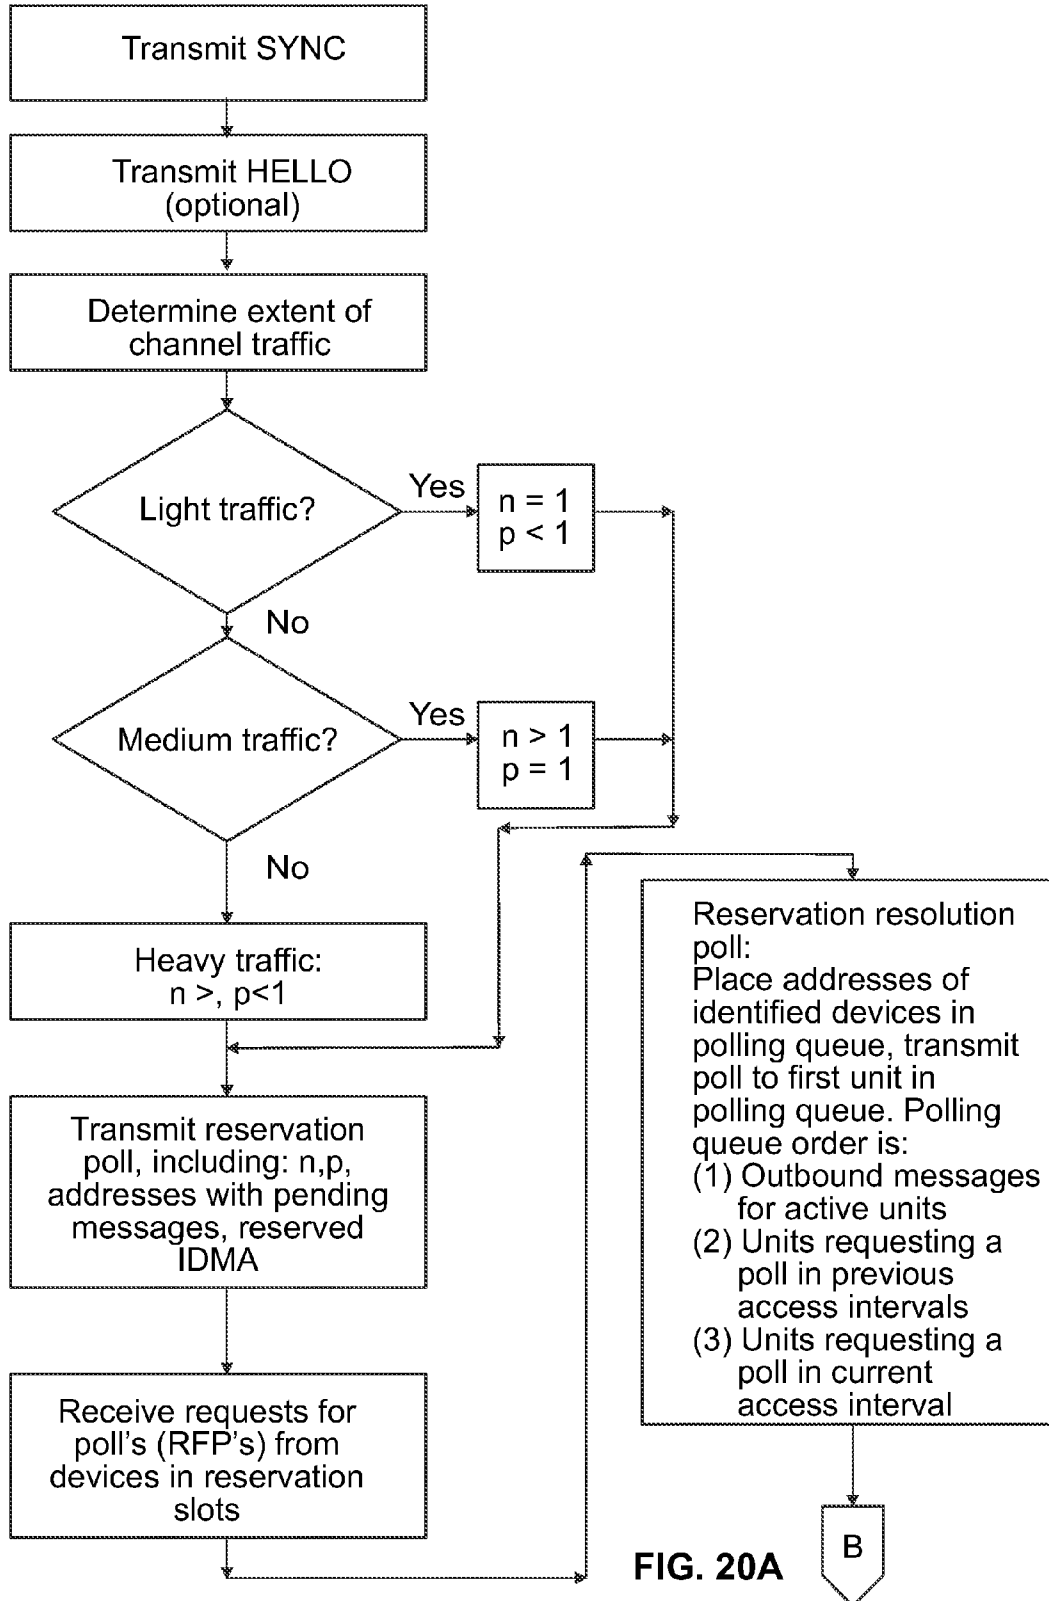 Transmit SYNC
Transmit HELLO
(optional)
Determine extent of
channel traffic
Light traffic?
Yes
n = 1
p < 1
No
Medium traffic?
Yes
n > 1
p = 1
No
Heavy traffic:
n >, p<1
Transmit reservation
poll, including: n,p,
addresses with pending
messages, reserved
IDMA
Receive requests for
poll's (RFP's) from
devices in reservation
slots
Reservation resolution
poll:
Place addresses of
identified devices in
polling queue, transmit
poll to first unit in
polling queue. Polling
queue order is:
(1) Outbound messages
for active units
(2) Units requesting a
poll in previous
access intervals
(3) Units requesting a
poll in current
access interval
B
FIG. 20A